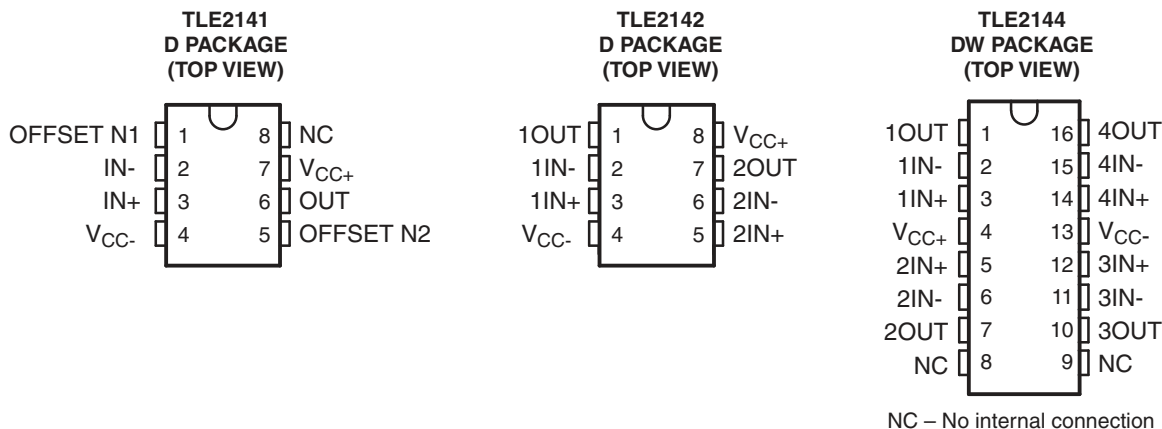 TLE2141
D PACKAGE
(TOP VIEW)
OFFSET N1 1 8 NC
IN- 2 7 VCC+
IN+ 3 6 OUT
VCC- 4 5 OFFSET N2
TLE2142
D PACKAGE
(TOP VIEW)
1OUT 1 8 VCC+
1IN- 2 7 2OUT
1IN+ 3 6 2IN-
VCC- 4 5 2IN+
TLE2144
DW PACKAGE
(TOP VIEW)
1OUT 1 16 4OUT
1IN- 2 15 4IN-
1IN+ 3 14 4IN+
VCC+ 4 13 VCC-
2IN+ 5 12 3IN+
2IN- 6 11 3IN-
2OUT 7 10 3OUT
NC 8 9 NC
NC – No internal connection